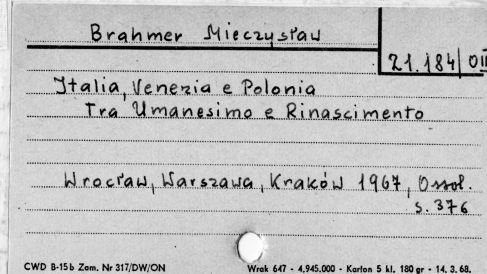 Brahmer Mieczysław
21.184/OII
Italia, Venezia e Polonia
Tra Umanesimo e Rinascimento
Wrocław, Warszawa, Kraków 1967, Ossol.
s. 376
CWD B-15b Zam. Nr 317/DW/ON
Wrak 647 - 4,945.000 - Karton 5 kl. 180 gr - 14. 3. 68.